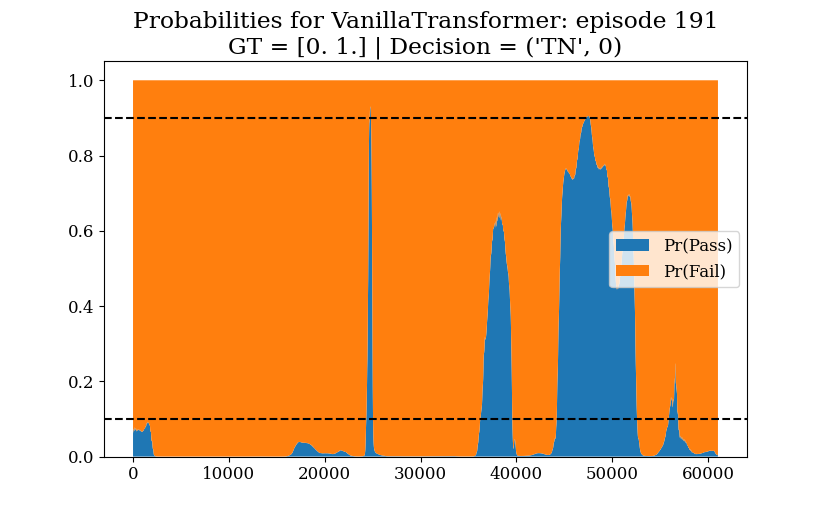 Probabilities for VanillaTransformer: episode 191
GT = [0. 1.] | Decision = ('TN', 0)
1.0
0.8
0.6
0.4
0.2
0.0
Pr(Pass)
Pr(Fail)
0 10000 20000 30000 40000 50000 60000